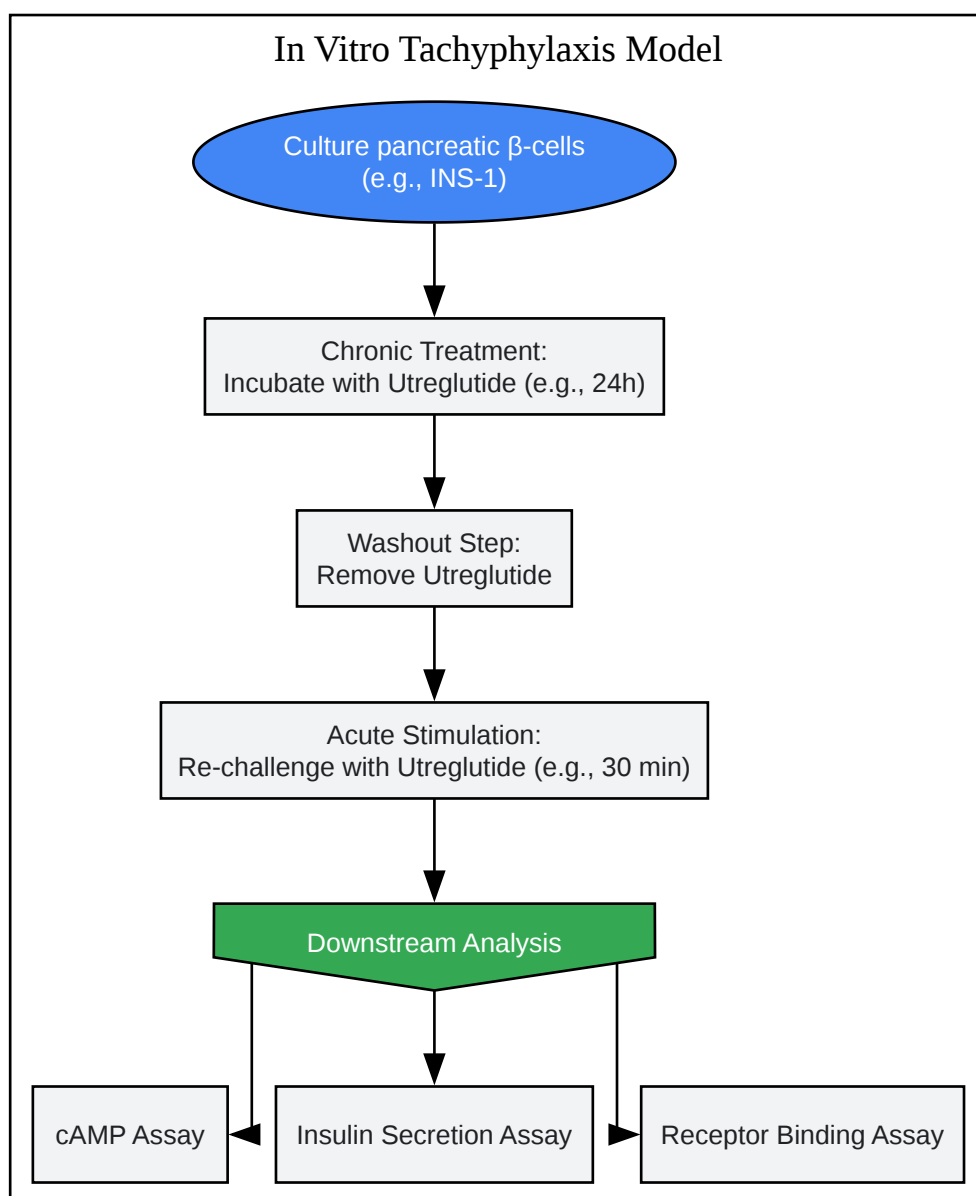 In Vitro Tachyphylaxis Model
Culture pancreatic β-cells
(e.g., INS-1)
Chronic Treatment:
Incubate with Utreglutide (e.g., 24h)
Washout Step:
Remove Utreglutide
Acute Stimulation:
Re-challenge with Utreglutide (e.g., 30 min)
Downstream Analysis
cAMP Assay
Insulin Secretion Assay
Receptor Binding Assay